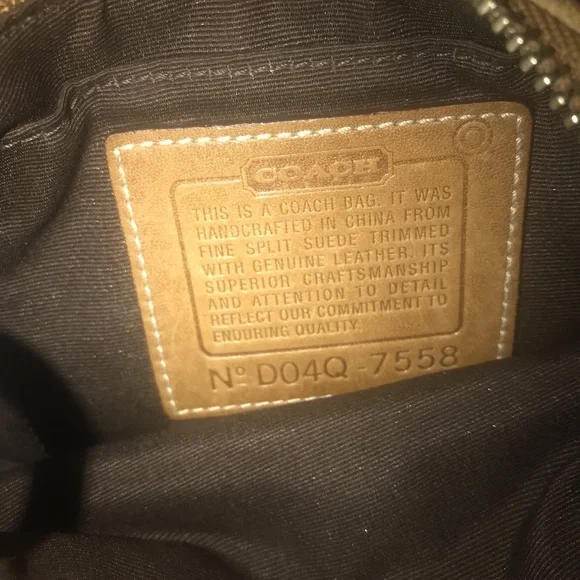 COACH
THIS IS A COACH BAG. IT WAS
HANDCRAFTED IN CHINA FROM
FINE SPLIT SUEDE TRIMMED
WITH GENUINE LEATHER. ITS
SUPERIOR CRAFTSMANSHIP
AND ATTENTION TO DETAIL
REFLECT OUR COMMITMENT TO
ENDURING QUALITY.
Nº D04Q-7558